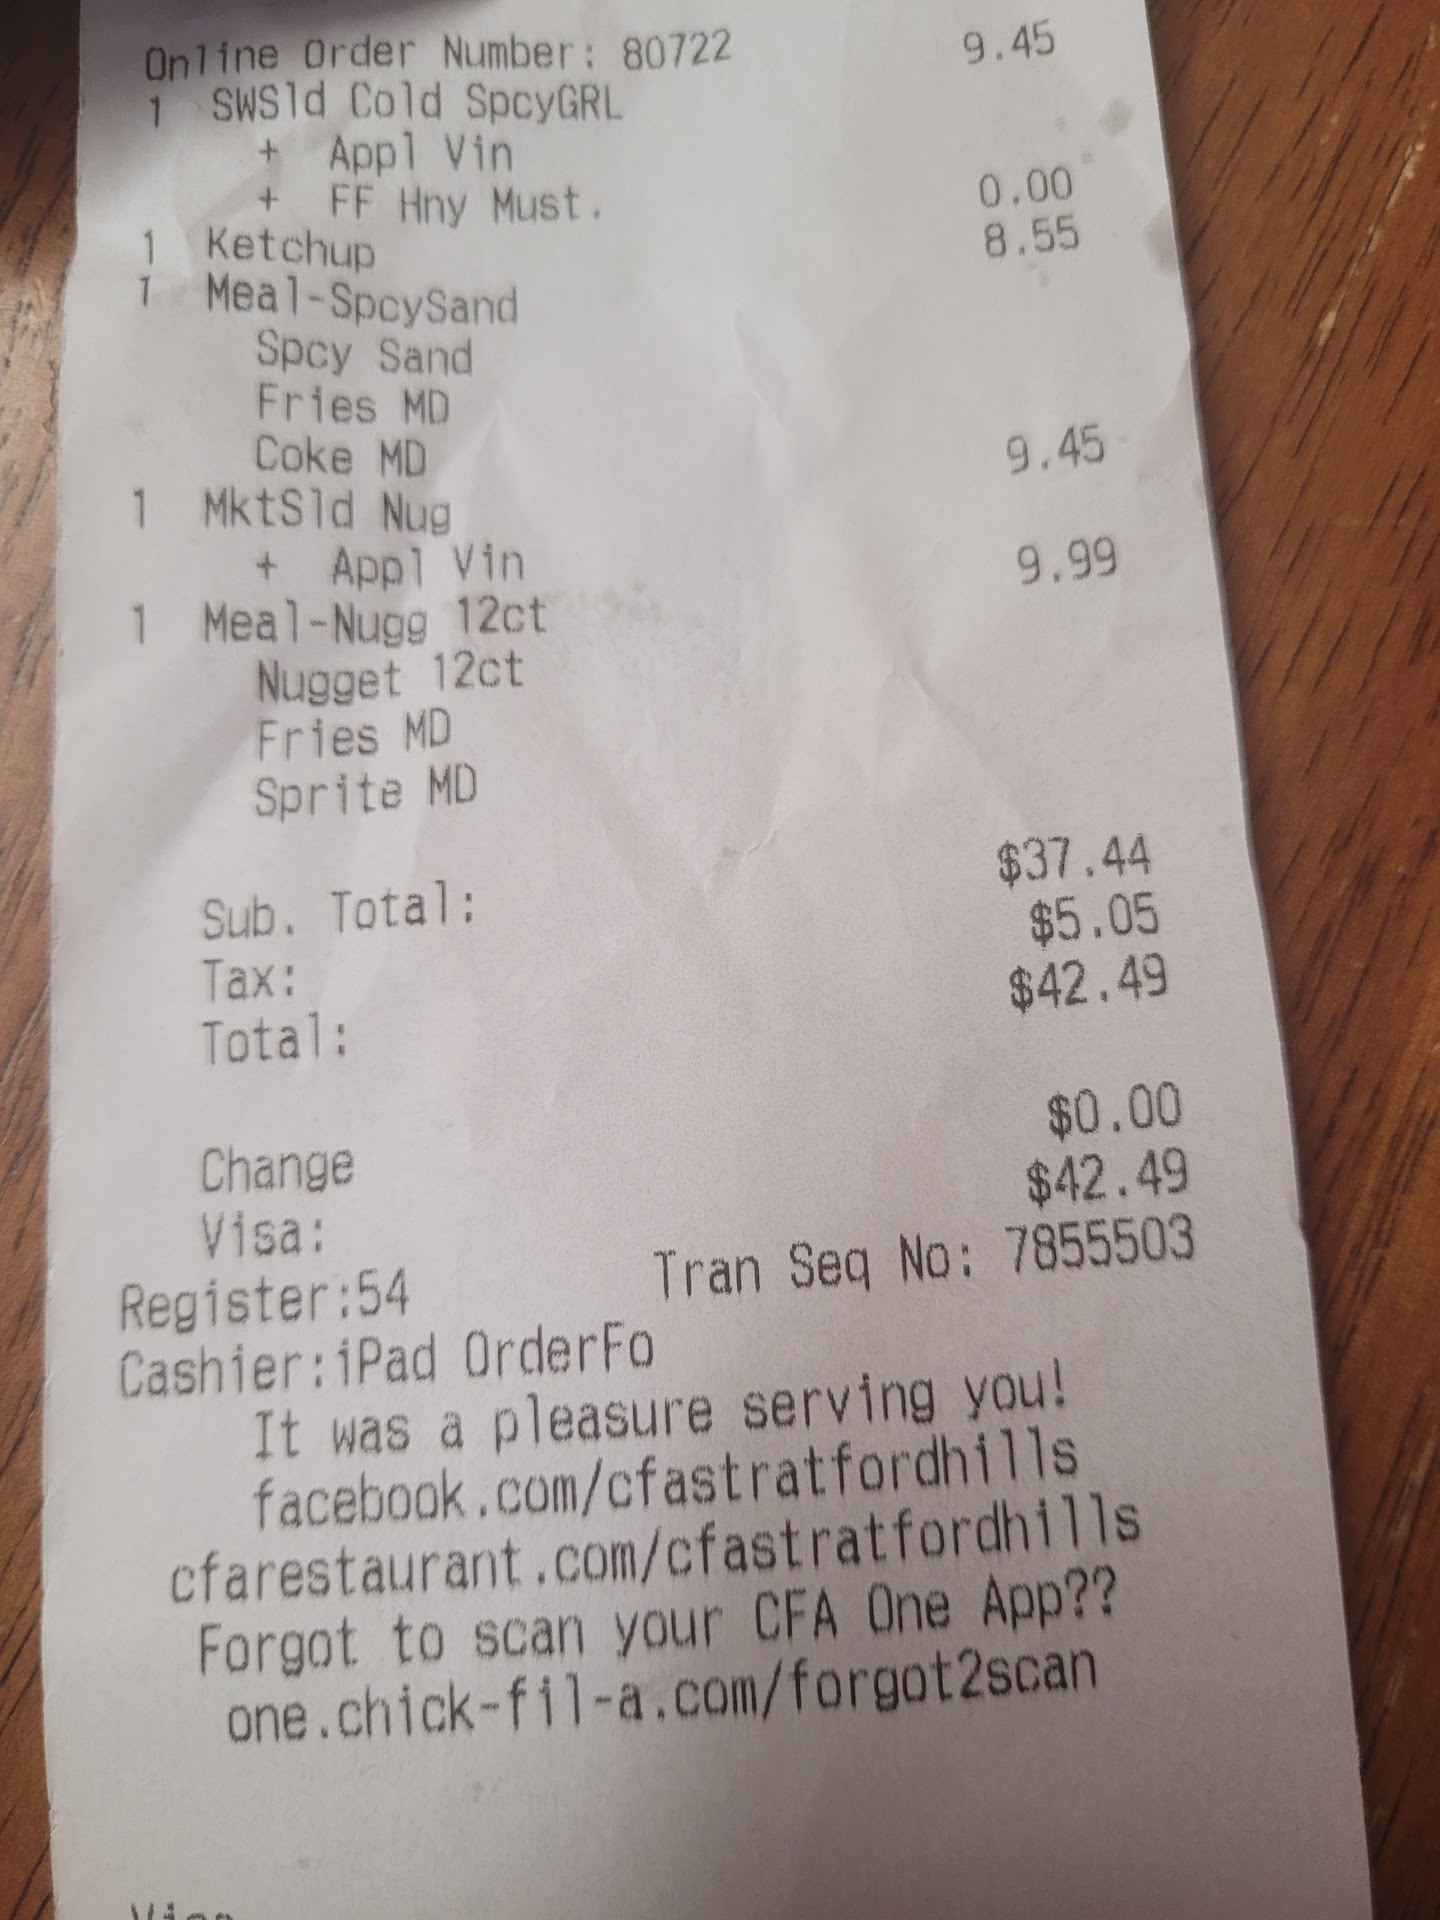 Online Order Number: 80722
1 SWSld Cold SpcyGRL 9.45
+ Appl Vin
+ FF Hny Must.
1 Ketchup 0.00
1 Meal-SpcySand 8.55
Spcy Sand
Fries MD
Coke MD
1 MktSld Nug 9.45
+ Appl Vin
1 Meal-Nugg 12ct 9.99
Nugget 12ct
Fries MD
Sprite MD
Sub. Total: $37.44
Tax: $5.05
Total: $42.49
Change $0.00
Visa: $42.49
Register:54 Tran Seq No: 7855503
Cashier:iPad OrderFo
It was a pleasure serving you!
facebook.com/cfastratfordhills
cfarestaurant.com/cfastratfordhills
Forgot to scan your CFA One App??
one.chick-fil-a.com/forgot2scan